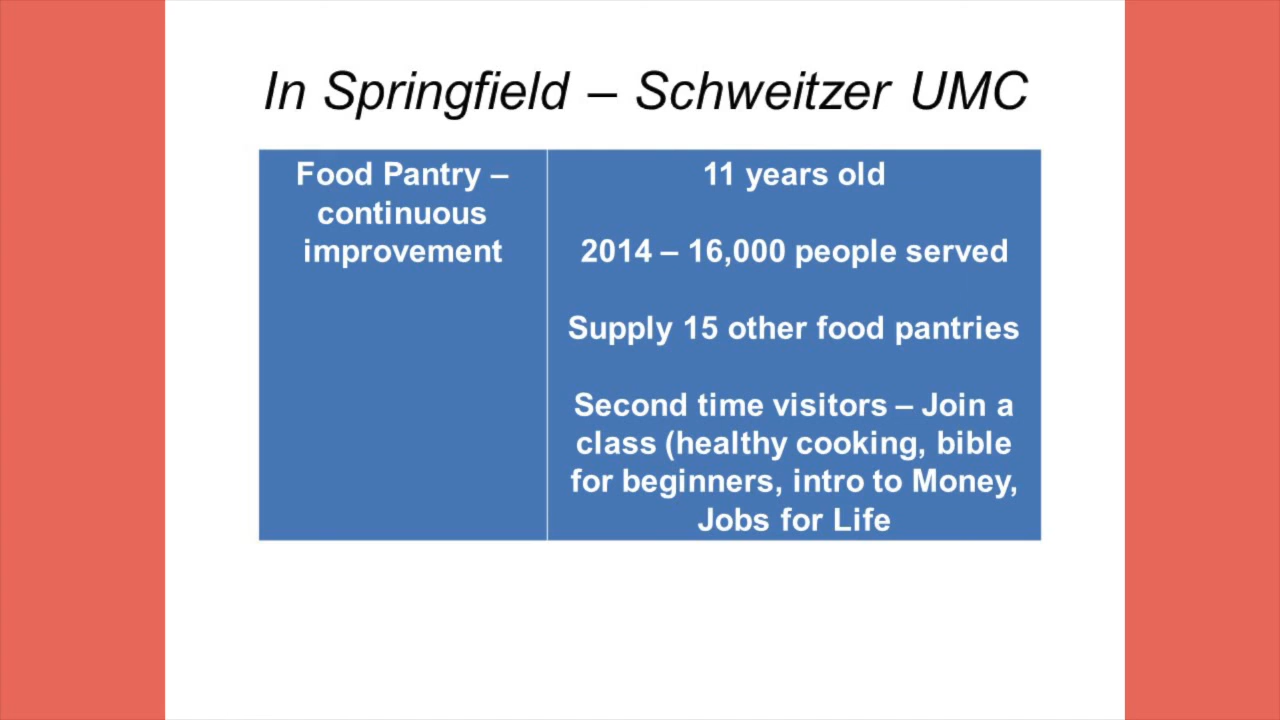 In Springfield – Schweitzer UMC
Food Pantry –
continuous
improvement
11 years old
2014 – 16,000 people served
Supply 15 other food pantries
Second time visitors – Join a
class (healthy cooking, bible
for beginners, intro to Money,
Jobs for Life